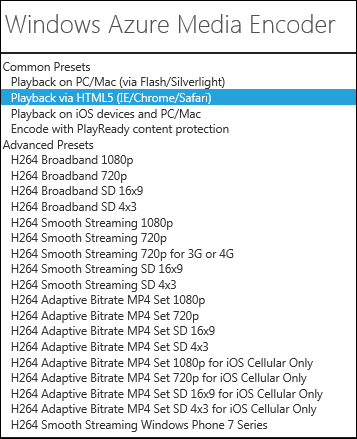 Windows Azure Media Encoder
Common Presets
Playback on PC/Mac (via Flash/Silverlight)
Playback via HTML5 (IE/Chrome/Safari)
Playback on iOS devices and PC/Mac
Encode with PlayReady content protection
Advanced Presets
H264 Broadband 1080p
H264 Broadband 720p
H264 Broadband SD 16x9
H264 Broadband SD 4x3
H264 Smooth Streaming 1080p
H264 Smooth Streaming 720p
H264 Smooth Streaming 720p for 3G or 4G
H264 Smooth Streaming SD 16x9
H264 Smooth Streaming SD 4x3
H264 Adaptive Bitrate MP4 Set 1080p
H264 Adaptive Bitrate MP4 Set 720p
H264 Adaptive Bitrate MP4 Set SD 16x9
H264 Adaptive Bitrate MP4 Set SD 4x3
H264 Adaptive Bitrate MP4 Set 1080p for iOS Cellular Only
H264 Adaptive Bitrate MP4 Set 720p for iOS Cellular Only
H264 Adaptive Bitrate MP4 Set SD 16x9 for iOS Cellular Only
H264 Adaptive Bitrate MP4 Set SD 4x3 for iOS Cellular Only
H264 Smooth Streaming Windows Phone 7 Series